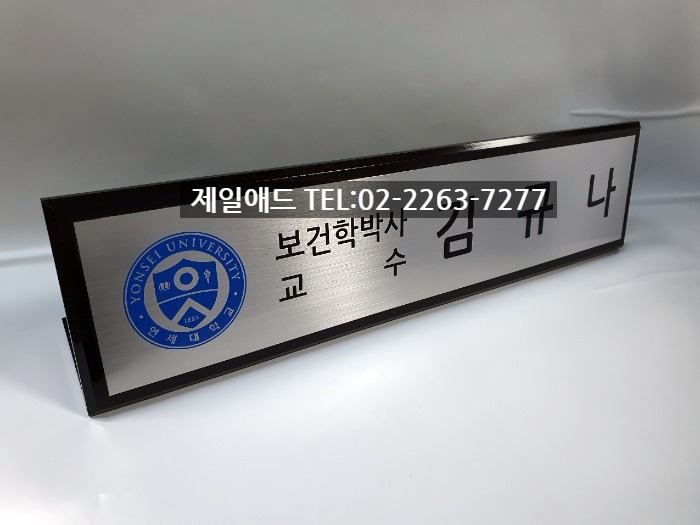 제일애드 TEL:02-2263-7277
YONSEI UNIVERSITY
1885
연세대학교
보건학박사
교 수
김 규 나